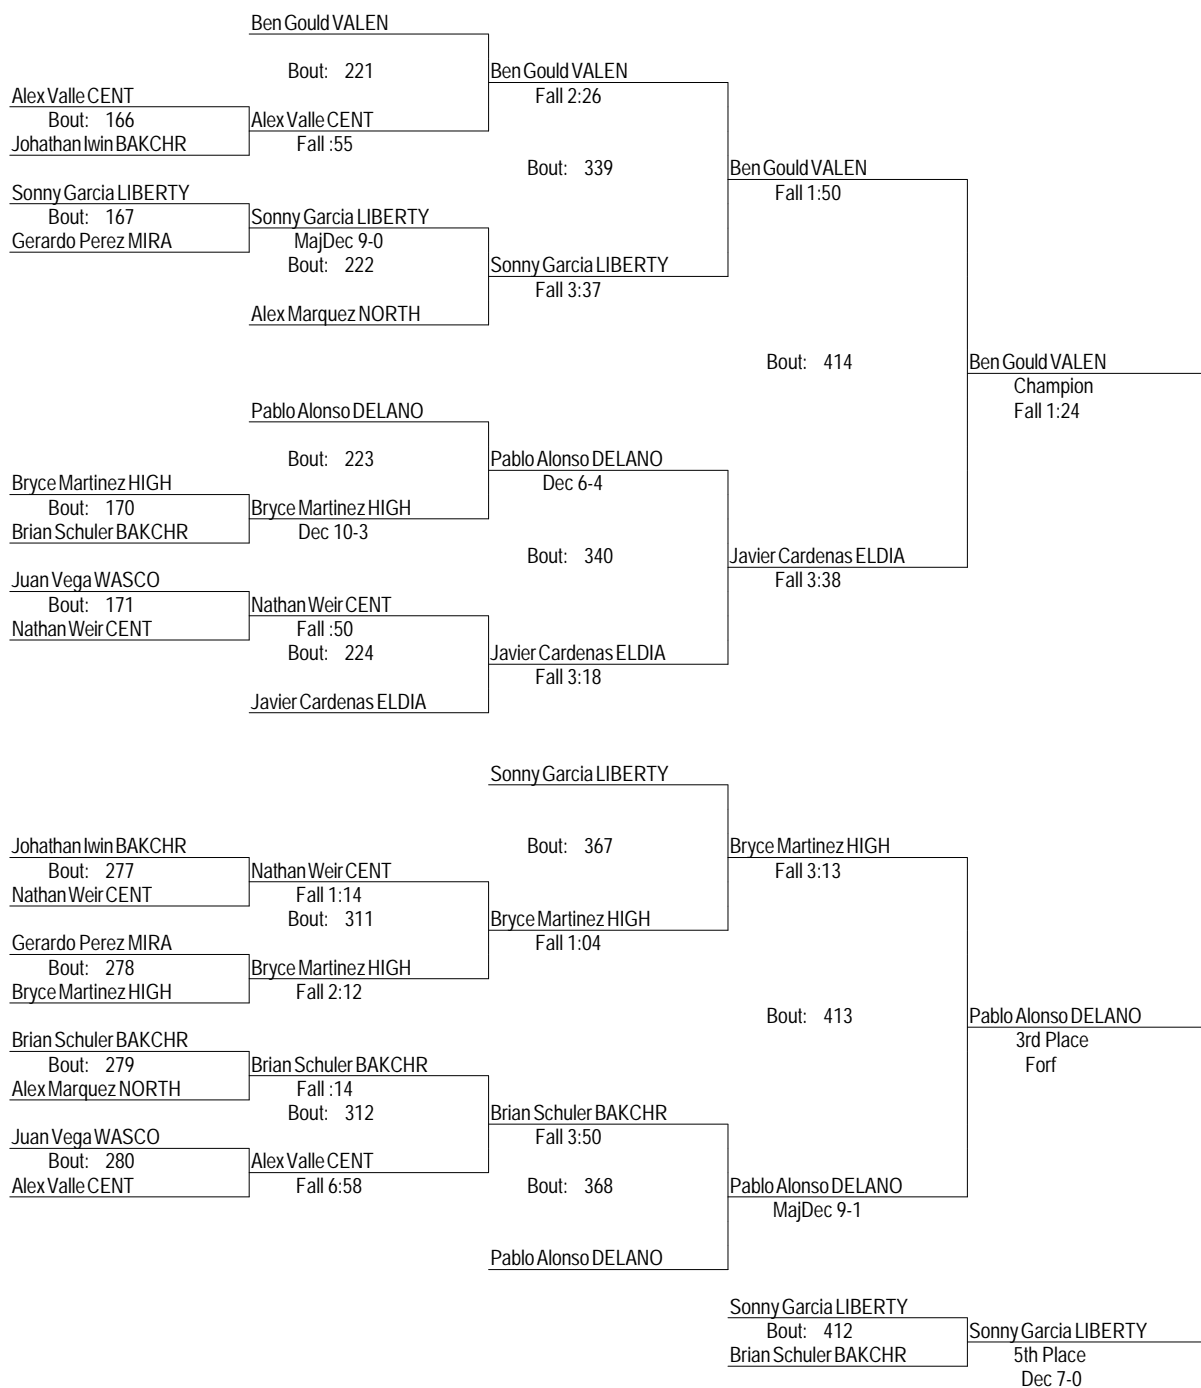 Ben Gould VALEN
Bout: 221
Ben Gould VALEN
Fall 2:26
Alex Valle CENT
Bout: 166
Johathan Iwin BAKCHR
Alex Valle CENT
Fall :55
Bout: 339
Ben Gould VALEN
Fall 1:50
Sonny Garcia LIBERTY
Bout: 167
Gerardo Perez MIRA
Sonny Garcia LIBERTY
MajDec 9-0
Bout: 222
Sonny Garcia LIBERTY
Fall 3:37
Alex Marquez NORTH
Bout: 414
Ben Gould VALEN
Champion
Fall 1:24
Pablo Alonso DELANO
Bout: 223
Pablo Alonso DELANO
Dec 6-4
Bryce Martinez HIGH
Bout: 170
Brian Schuler BAKCHR
Bryce Martinez HIGH
Dec 10-3
Bout: 340
Javier Cardenas ELDIA
Fall 3:38
Juan Vega WASCO
Bout: 171
Nathan Weir CENT
Nathan Weir CENT
Fall :50
Bout: 224
Javier Cardenas ELDIA
Fall 3:18
Javier Cardenas ELDIA
Sonny Garcia LIBERTY
Bout: 367
Bryce Martinez HIGH
Fall 3:13
Johathan Iwin BAKCHR
Bout: 277
Nathan Weir CENT
Nathan Weir CENT
Fall 1:14
Bout: 311
Bryce Martinez HIGH
Fall 1:04
Gerardo Perez MIRA
Bout: 278
Bryce Martinez HIGH
Bryce Martinez HIGH
Fall 2:12
Bout: 413
Pablo Alonso DELANO
3rd Place
Forf
Brian Schuler BAKCHR
Bout: 279
Alex Marquez NORTH
Brian Schuler BAKCHR
Fall :14
Bout: 312
Brian Schuler BAKCHR
Fall 3:50
Juan Vega WASCO
Bout: 280
Alex Valle CENT
Alex Valle CENT
Fall 6:58
Bout: 368
Pablo Alonso DELANO
MajDec 9-1
Pablo Alonso DELANO
Sonny Garcia LIBERTY
Bout: 412
Brian Schuler BAKCHR
Sonny Garcia LIBERTY
5th Place
Dec 7-0